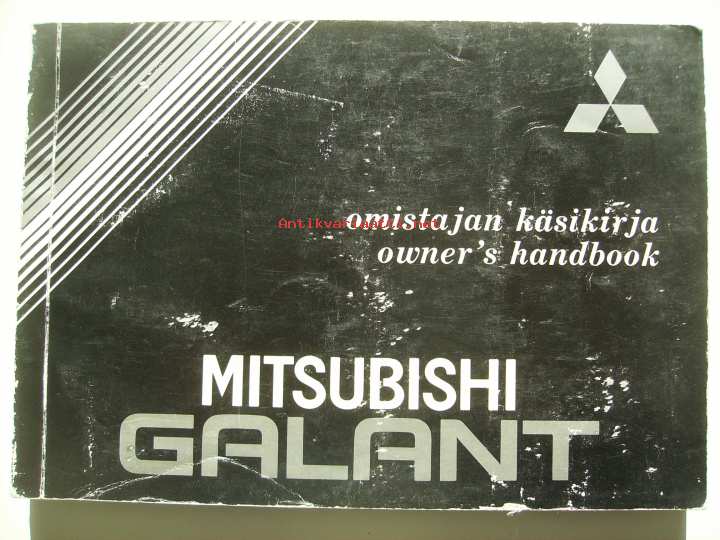 omistajan käsikirja
owner's handbook
MITSUBISHI
GALANT